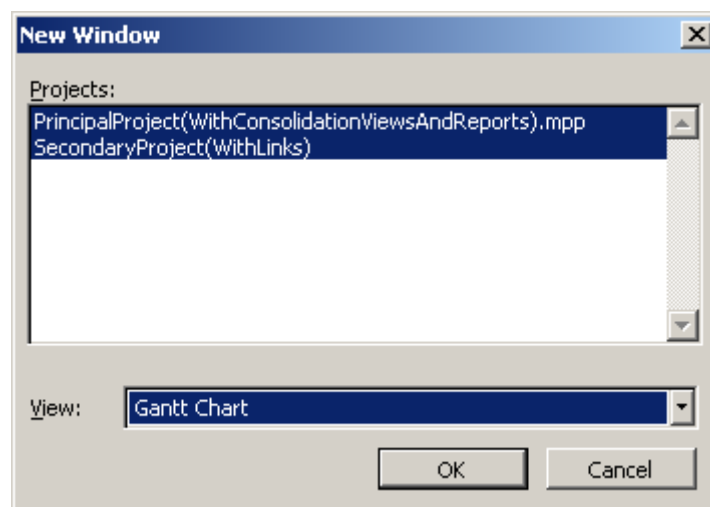 New Window
Projects:
PrincipalProject(WithConsolidationViewsAndReports).mpp
SecondaryProject(WithLinks)
View:
Gantt Chart
OK
Cancel